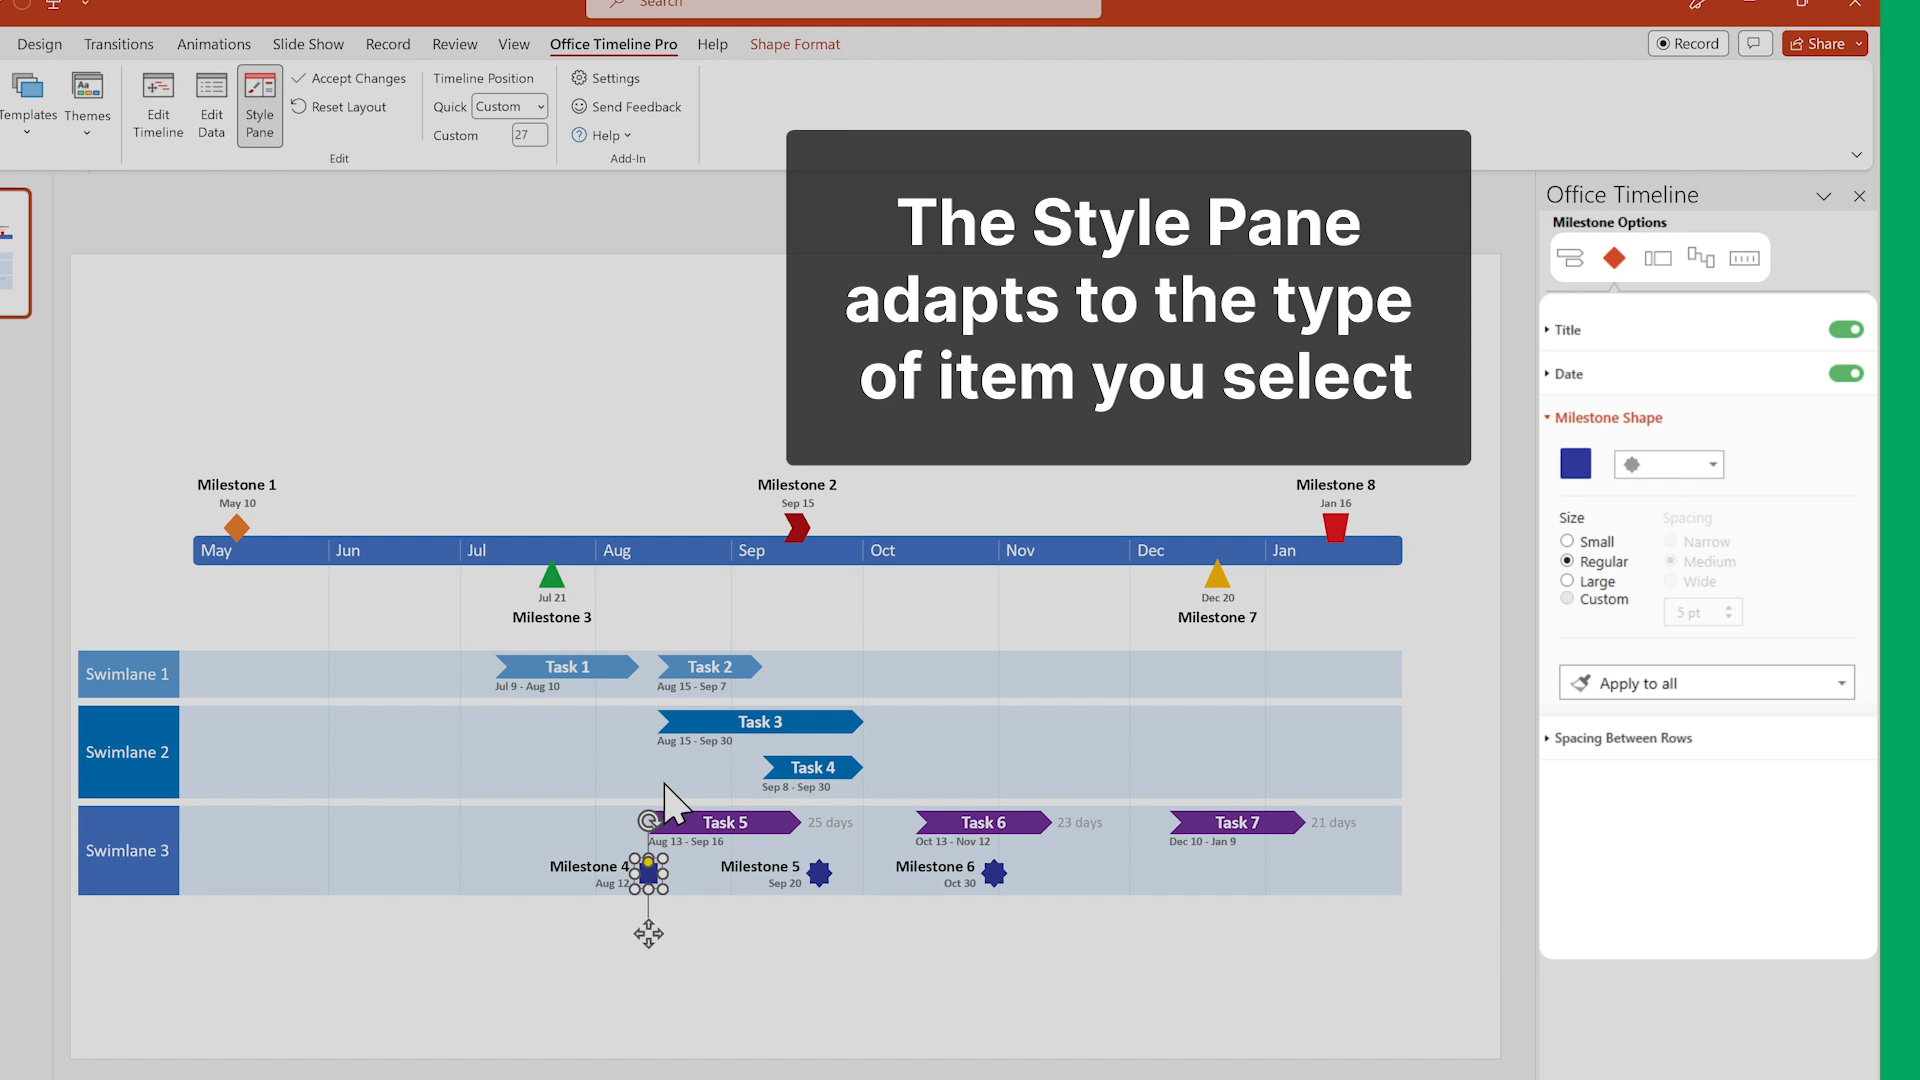 Search
Design Transitions Animations Slide Show Record Review View Office Timeline Pro Help Shape Format
Record
Share
Templates
Themes
Edit
Timeline
Edit
Data
Style
Pane
Accept Changes
Reset Layout
Edit
Timeline Position
Quick Custom
Custom 27
Settings
Send Feedback
Help
Add-In
The Style Pane
adapts to the type
of item you select
Office Timeline
Milestone Options
Title
Date
Milestone Shape
Size Spacing
Small Narrow
Regular Medium
Large Wide
Custom 5 pt
Apply to all
Spacing Between Rows
Milestone 1
May 10
Milestone 2
Sep 15
Milestone 8
Jan 16
May Jun Jul Aug Sep Oct Nov Dec Jan
Jul 21
Milestone 3
Dec 20
Milestone 7
Swimlane 1
Task 1
Jul 9 - Aug 10
Task 2
Aug 15 - Sep 7
Swimlane 2
Task 3
Aug 15 - Sep 30
Task 4
Sep 8 - Sep 30
Swimlane 3
Task 5 25 days
Aug 13 - Sep 16
Task 6 23 days
Oct 13 - Nov 12
Task 7 21 days
Dec 10 - Jan 9
Milestone 4
Aug 12
Milestone 5
Sep 20
Milestone 6
Oct 30